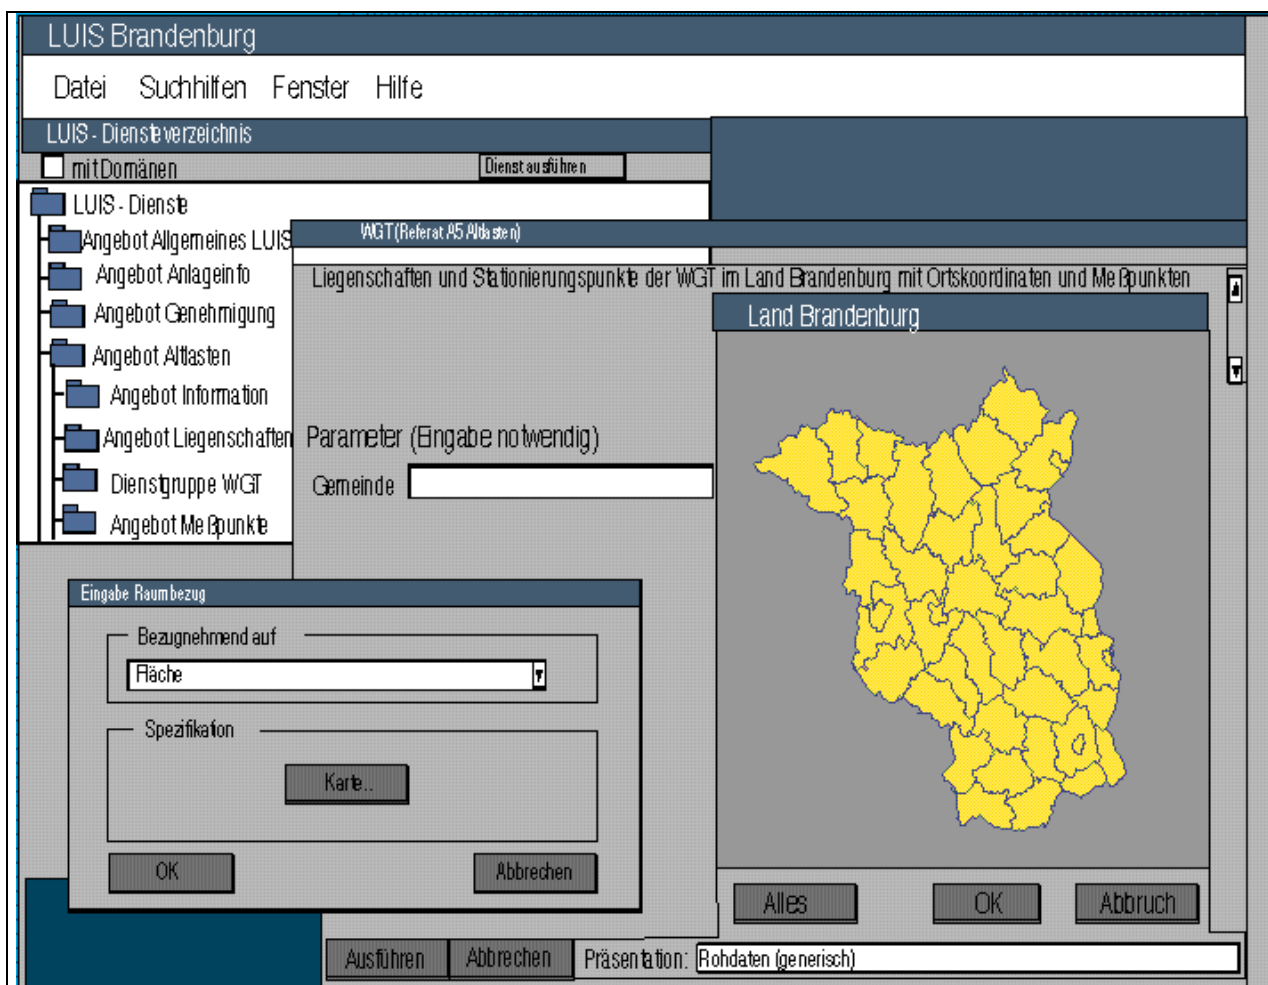 LUIS Brandenburg
Datei Suchhilfen Fenster Hilfe
LUIS - Diensteverzeichnis
mit Domänen
Dienst ausführen
LUIS - Dienste
Angebot Allgemeines LUIS
Angebot Anlageinfo
Angebot Genehmigung
Angebot Altlasten
Angebot Information
Angebot Liegenschaften
Dienstgruppe WGT
Angebot Meßpunkte
WGT (Referat A5 Altlasten)
Liegenschaften und Stationierungspunkte der WGT im Land Brandenburg mit Ortskoordinaten und Meßpunkten
Parameter (Eingabe notwendig)
Gemeinde
Land Brandenburg
Alles OK Abbruch
Eingabe Raumbezug
Bezugnehmend auf
Fläche
Spezifikation
Karte..
OK Abbrechen
Ausführen Abbrechen Präsentation: Rohdaten (generisch)